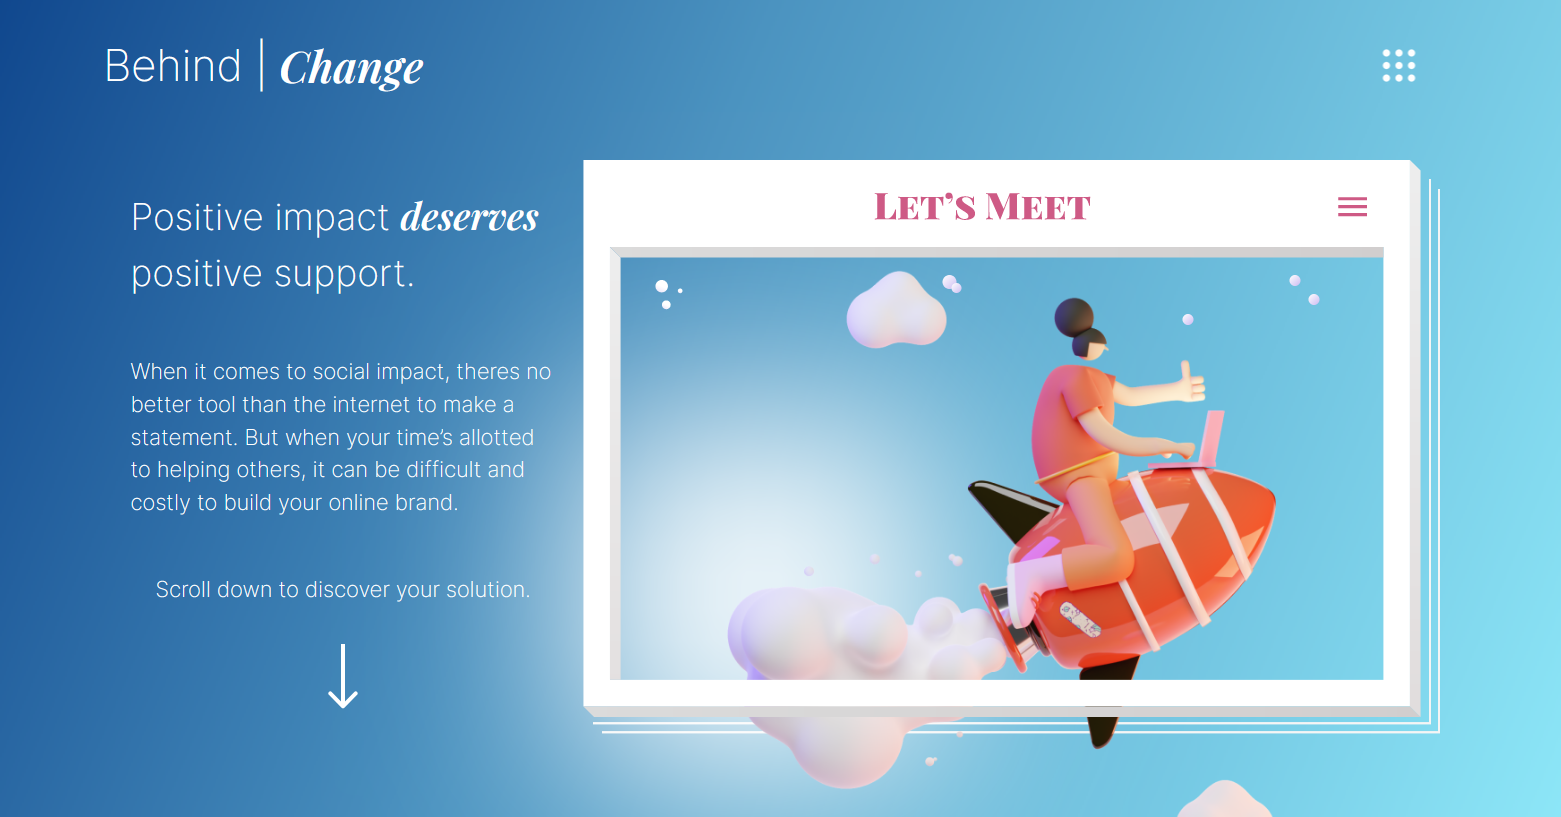 Behind | Change
Positive impact deserves
positive support.
When it comes to social impact, theres no
better tool than the internet to make a
statement. But when your time’s allotted
to helping others, it can be difficult and
costly to build your online brand.
Scroll down to discover your solution.
LET’S MEET